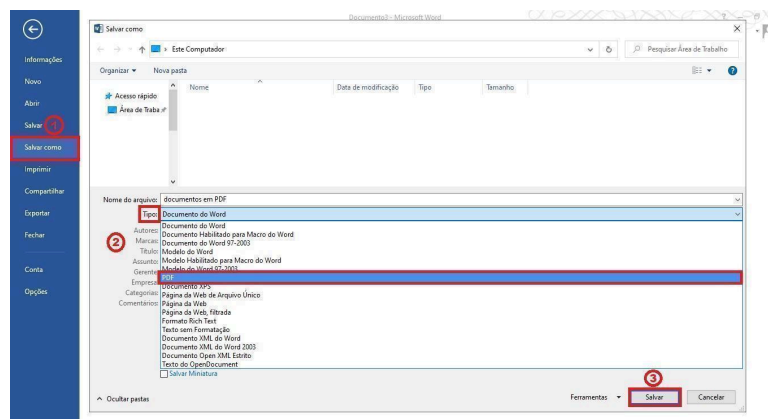 Documento3 - Microsoft Word
Salvar como
Este Computador
Pesquisar Área de Trabalho
Organizar
Nova pasta
Acesso rápido
Área de Traba
Nome
Data de modificação
Tipo
Tamanho
Informações
Novo
Abrir
Salvar
1
Salvar como
Imprimir
Compartilhar
Exportar
Fechar
Conta
Opções
Nome do arquivo: documentos em PDF
Tipo: Documento do Word
2
Autores:
Marcas:
Título:
Assunto:
Gerente:
Empresa:
Categorias:
Comentários:
Documento do Word
Documento Habilitado para Macro do Word
Documento do Word 97-2003
Modelo do Word
Modelo Habilitado para Macro do Word
Modelo do Word 97-2003
PDF
Documento XPS
Página da Web de Arquivo Único
Página da Web
Página da Web, filtrada
Formato Rich Text
Texto sem Formatação
Documento XML do Word
Documento XML do Word 2003
Documento Open XML Estrito
Texto do OpenDocument
Salvar Miniatura
3
Ocultar pastas
Ferramentas
Salvar
Cancelar